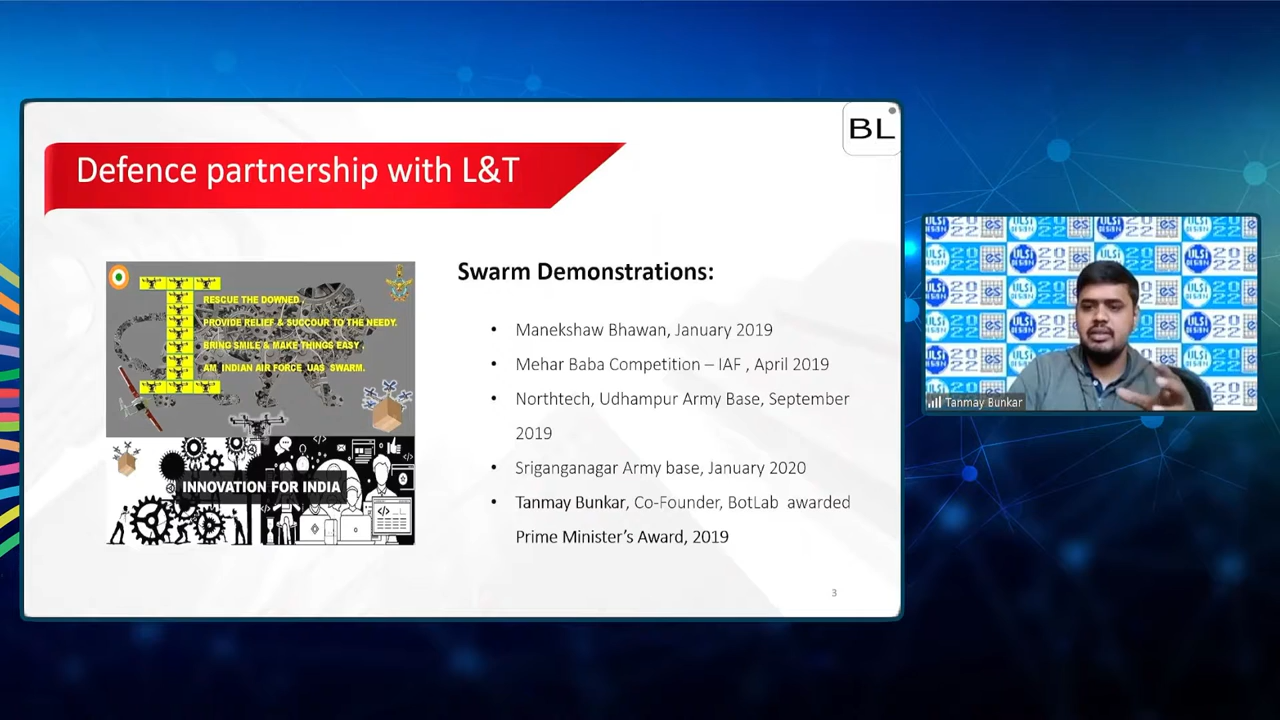 BL
Defence partnership with L&T
RESCUE THE DOWNED .
PROVIDE RELIEF & SUCCOUR TO THE NEEDY.
BRING SMILE & MAKE THINGS EASY .
AM INDIAN AIR FORCE UAS SWARM.
INNOVATION FOR INDIA
Swarm Demonstrations:
• Manekshaw Bhawan, January 2019
• Mehar Baba Competition – IAF , April 2019
• Northtech, Udhampur Army Base, September
2019
• Sriganganagar Army base, January 2020
• Tanmay Bunkar, Co-Founder, BotLab awarded
Prime Minister’s Award, 2019
3
Tanmay Bunkar